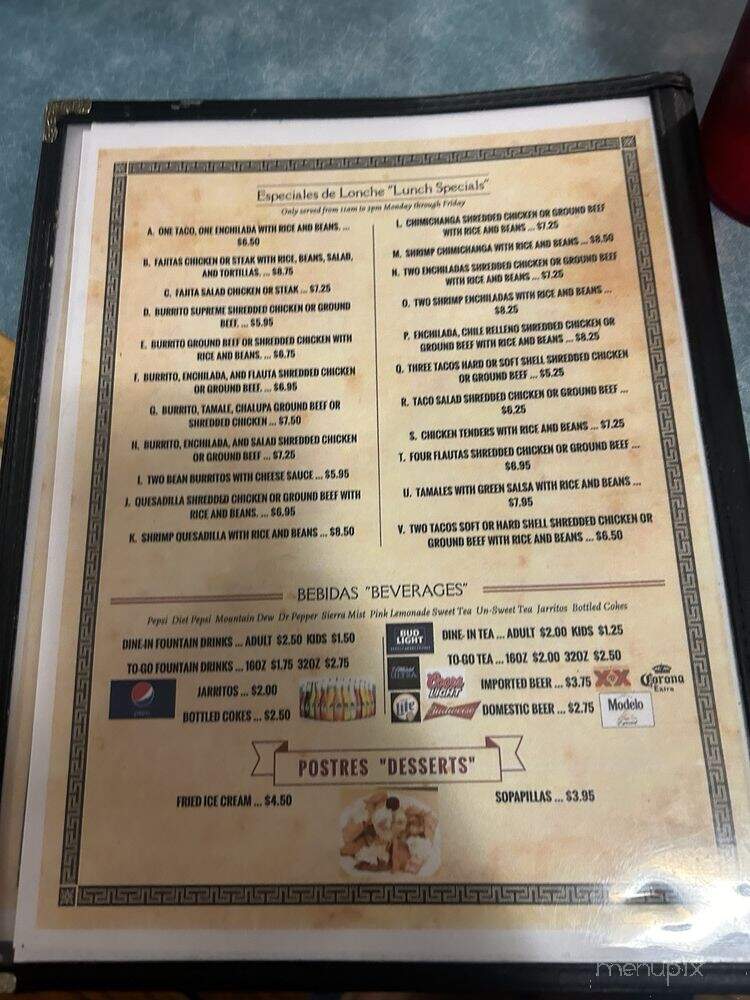 Especiales de Lonche "Lunch Specials"
Only served from 11am to 2pm Monday through Friday
A. ONE TACO, ONE ENCHILADA WITH RICE AND BEANS. ...
$6.50
B. FAJITAS CHICKEN OR STEAK WITH RICE, BEANS, SALAD,
AND TORTILLAS. ... $8.75
C. FAJITA SALAD CHICKEN OR STEAK ... $7.25
D. BURRITO SUPREME SHREDDED CHICKEN OR GROUND
BEEF. ... $5.95
E. BURRITO GROUND BEEF OR SHREDDED CHICKEN WITH
RICE AND BEANS. ... $6.75
F. BURRITO, ENCHILADA, AND FLAUTA SHREDDED CHICKEN
OR GROUND BEEF. ... $6.95
G. BURRITO, TAMALE, CHALUPA GROUND BEEF OR
SHREDDED CHICKEN ... $7.50
H. BURRITO, ENCHILADA, AND SALAD SHREDDED CHICKEN
OR GROUND BEEF ... $7.25
I. TWO BEAN BURRITOS WITH CHEESE SAUCE ... $5.95
J. QUESADILLA SHREDDED CHICKEN OR GROUND BEEF WITH
RICE AND BEANS. ... $6.95
K. SHRIMP QUESADILLA WITH RICE AND BEANS ... $8.50
L. CHIMICHANGA SHREDDED CHICKEN OR GROUND BEEF
WITH RICE AND BEANS ... $7.25
M. SHRIMP CHIMICHANGA WITH RICE AND BEANS ... $8.50
N. TWO ENCHILADAS SHREDDED CHICKEN OR GROUND BEEF
WITH RICE AND BEANS ... $7.25
O. TWO SHRIMP ENCHILADAS WITH RICE AND BEANS ...
$8.25
P. ENCHILADA, CHILE RELLENO SHREDDED CHICKEN OR
GROUND BEEF WITH RICE AND BEANS ... $8.25
Q. THREE TACOS HARD OR SOFT SHELL SHREDDED CHICKEN
OR GROUND BEEF ... $5.25
R. TACO SALAD SHREDDED CHICKEN OR GROUND BEEF ...
$6.25
S. CHICKEN TENDERS WITH RICE AND BEANS ... $7.25
T. FOUR FLAUTAS SHREDDED CHICKEN OR GROUND BEEF ...
$6.95
U. TAMALES WITH GREEN SALSA WITH RICE AND BEANS ...
$7.95
V. TWO TACOS SOFT OR HARD SHELL SHREDDED CHICKEN OR
GROUND BEEF WITH RICE AND BEANS ... $6.50
BEBIDAS "BEVERAGES"
Pepsi Diet Pepsi Mountain Dew Dr Pepper Sierra Mist Pink Lemonade Sweet Tea Un-Sweet Tea Jarritos Bottled Cokes
DINE-IN FOUNTAIN DRINKS ... ADULT $2.50 KIDS $1.50
TO-GO FOUNTAIN DRINKS ... 16OZ $1.75 32OZ $2.75
JARRITOS ... $2.00
BOTTLED COKES ... $2.50
BUD
LIGHT
ULTRA
Coors
LIGHT
Lite
Budweiser
DINE-IN TEA ... ADULT $2.00 KIDS $1.25
TO-GO TEA ... 16OZ $2.00 32OZ $2.50
IMPORTED BEER ... $3.75
XX
Corona
Extra
DOMESTIC BEER ... $2.75
Modelo
POSTRES "DESSERTS"
FRIED ICE CREAM ... $4.50
SOPAPILLAS ... $3.95
menupix